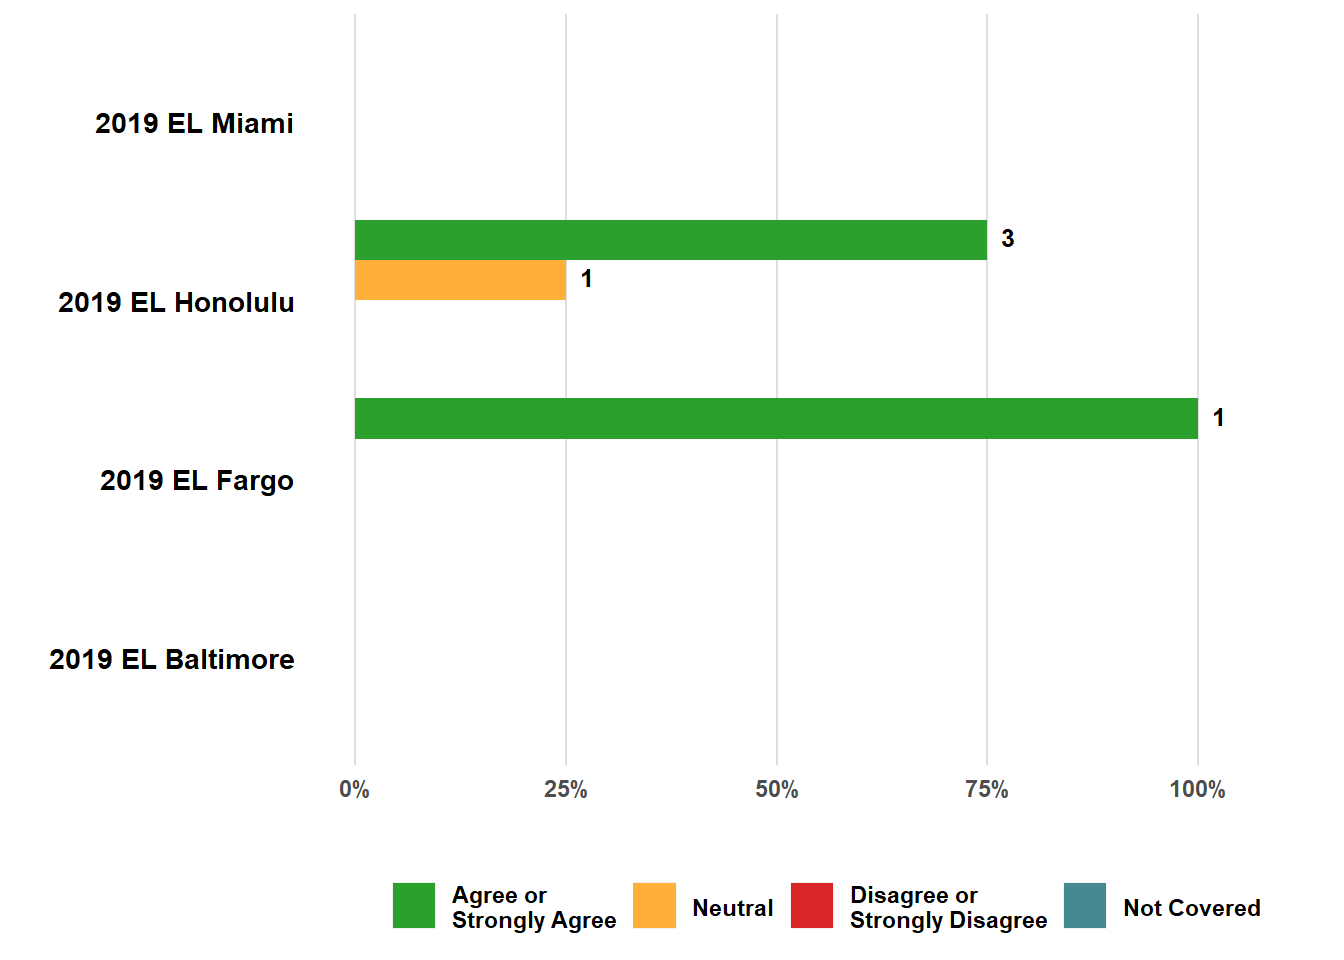 2019 EL Miami
3
1
2019 EL Honolulu
1
2019 EL Fargo
2019 EL Baltimore
0% 25% 50% 75% 100%
Agree or
Strongly Agree
Neutral
Disagree or
Strongly Disagree
Not Covered